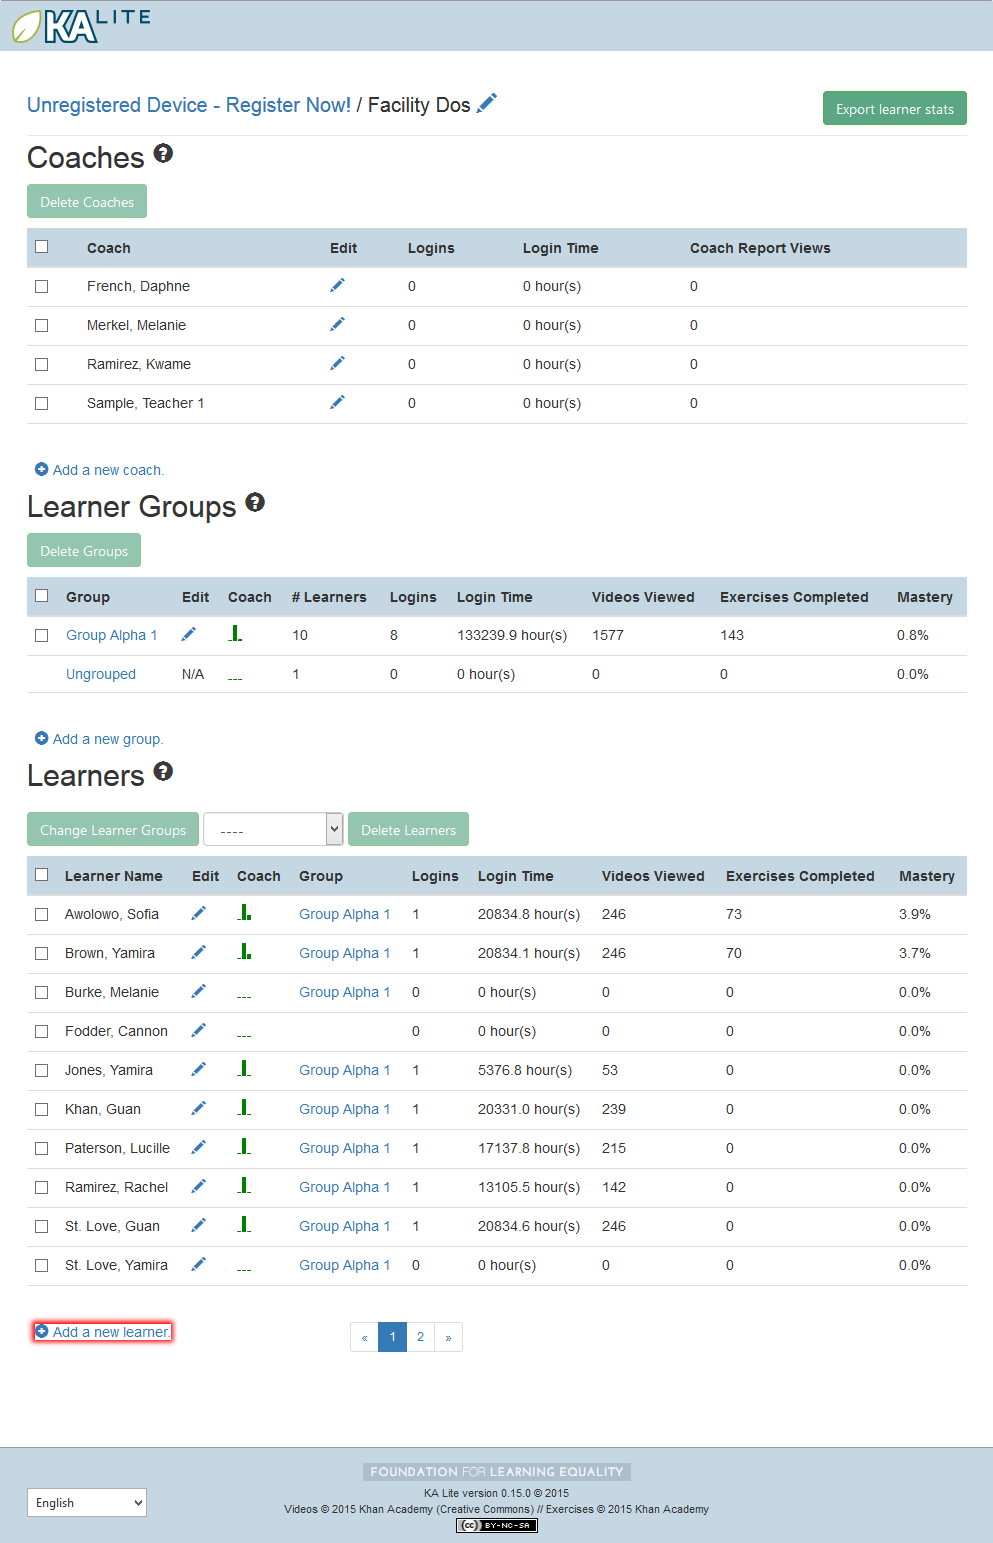 KA LITE
Unregistered Device - Register Now! / Facility Dos
Export learner stats
Coaches ?
Delete Coaches
Coach Edit Logins Login Time Coach Report Views
French, Daphne 0 0 hour(s) 0
Merkel, Melanie 0 0 hour(s) 0
Ramirez, Kwame 0 0 hour(s) 0
Sample, Teacher 1 0 0 hour(s) 0
Add a new coach.
Learner Groups ?
Delete Groups
Group Edit Coach # Learners Logins Login Time Videos Viewed Exercises Completed Mastery
Group Alpha 1 10 8 133239.9 hour(s) 1577 143 0.8%
Ungrouped N/A --- 1 0 0 hour(s) 0 0 0.0%
Add a new group.
Learners ?
Change Learner Groups ---- Delete Learners
Learner Name Edit Coach Group Logins Login Time Videos Viewed Exercises Completed Mastery
Awolowo, Sofia Group Alpha 1 1 20834.8 hour(s) 246 73 3.9%
Brown, Yamira Group Alpha 1 1 20834.1 hour(s) 246 70 3.7%
Burke, Melanie --- Group Alpha 1 0 0 hour(s) 0 0 0.0%
Fodder, Cannon --- 0 0 hour(s) 0 0 0.0%
Jones, Yamira Group Alpha 1 1 5376.8 hour(s) 53 0 0.0%
Khan, Guan Group Alpha 1 1 20331.0 hour(s) 239 0 0.0%
Paterson, Lucille Group Alpha 1 1 17137.8 hour(s) 215 0 0.0%
Ramirez, Rachel Group Alpha 1 1 13105.5 hour(s) 142 0 0.0%
St. Love, Guan Group Alpha 1 1 20834.6 hour(s) 246 0 0.0%
St. Love, Yamira --- Group Alpha 1 0 0 hour(s) 0 0 0.0%
Add a new learner.
« 1 2 »
FOUNDATION FOR LEARNING EQUALITY
English
KA Lite version 0.15.0 © 2015
Videos © 2015 Khan Academy (Creative Commons) // Exercises © 2015 Khan Academy
cc BY-NC-SA